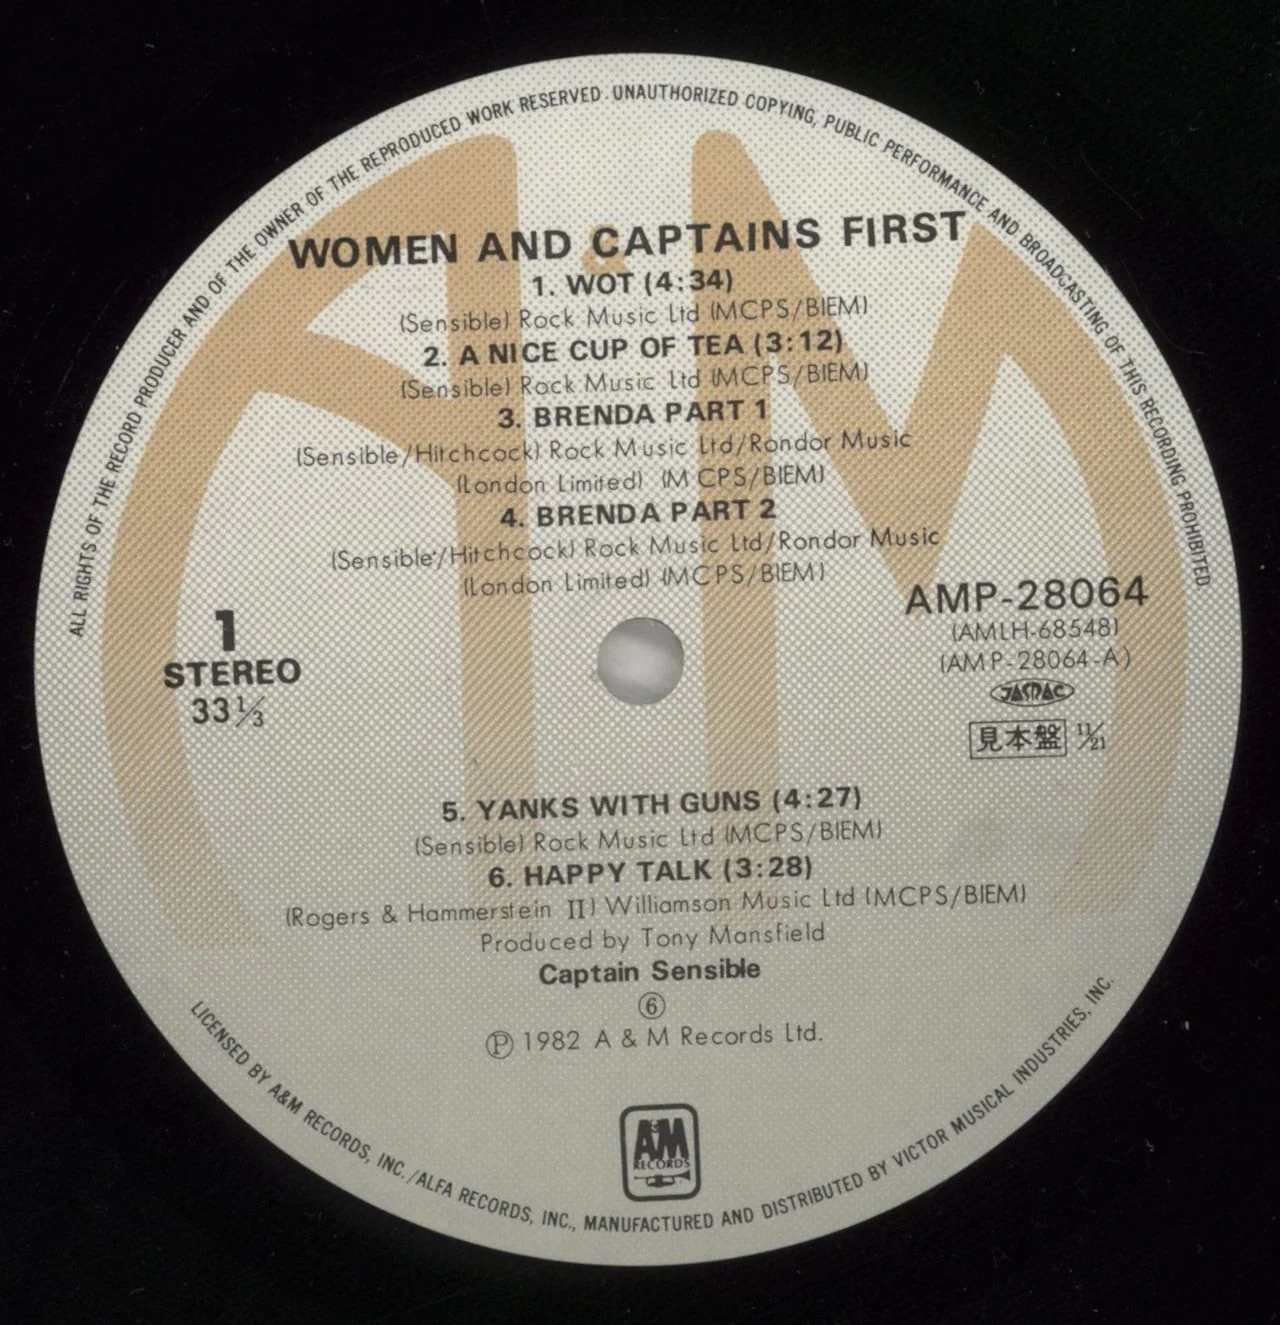 ALL RIGHTS OF THE RECORD PRODUCER AND OF THE OWNER OF THE REPRODUCED WORK RESERVED. UNAUTHORIZED COPYING, PUBLIC PERFORMANCE AND BROADCASTING OF THIS RECORDING PROHIBITED
WOMEN AND CAPTAINS FIRST
1. WOT (4:34)
(Sensible) Rock Music Ltd (MCPS/BIEM)
2. A NICE CUP OF TEA (3:12)
(Sensible) Rock Music Ltd (MCPS/BIEM)
3. BRENDA PART 1
(Sensible/Hitchcock) Rock Music Ltd/Rondor Music
(London Limited) (MCPS/BIEM)
4. BRENDA PART 2
(Sensible/Hitchcock) Rock Music Ltd/Rondor Music
(London Limited) (MCPS/BIEM)
1
STEREO
33⅓
AMP-28064
(AMLH-68548)
(AMP-28064-A)
JASRAC
見本盤 11/21
5. YANKS WITH GUNS (4:27)
(Sensible) Rock Music Ltd (MCPS/BIEM)
6. HAPPY TALK (3:28)
(Rogers & Hammerstein II) Williamson Music Ltd (MCPS/BIEM)
Produced by Tony Mansfield
Captain Sensible
⑥
Ⓟ 1982 A & M Records Ltd.
A&M
RECORDS
LICENSED BY A&M RECORDS, INC./ALFA RECORDS, INC., MANUFACTURED AND DISTRIBUTED BY VICTOR MUSICAL INDUSTRIES, INC.